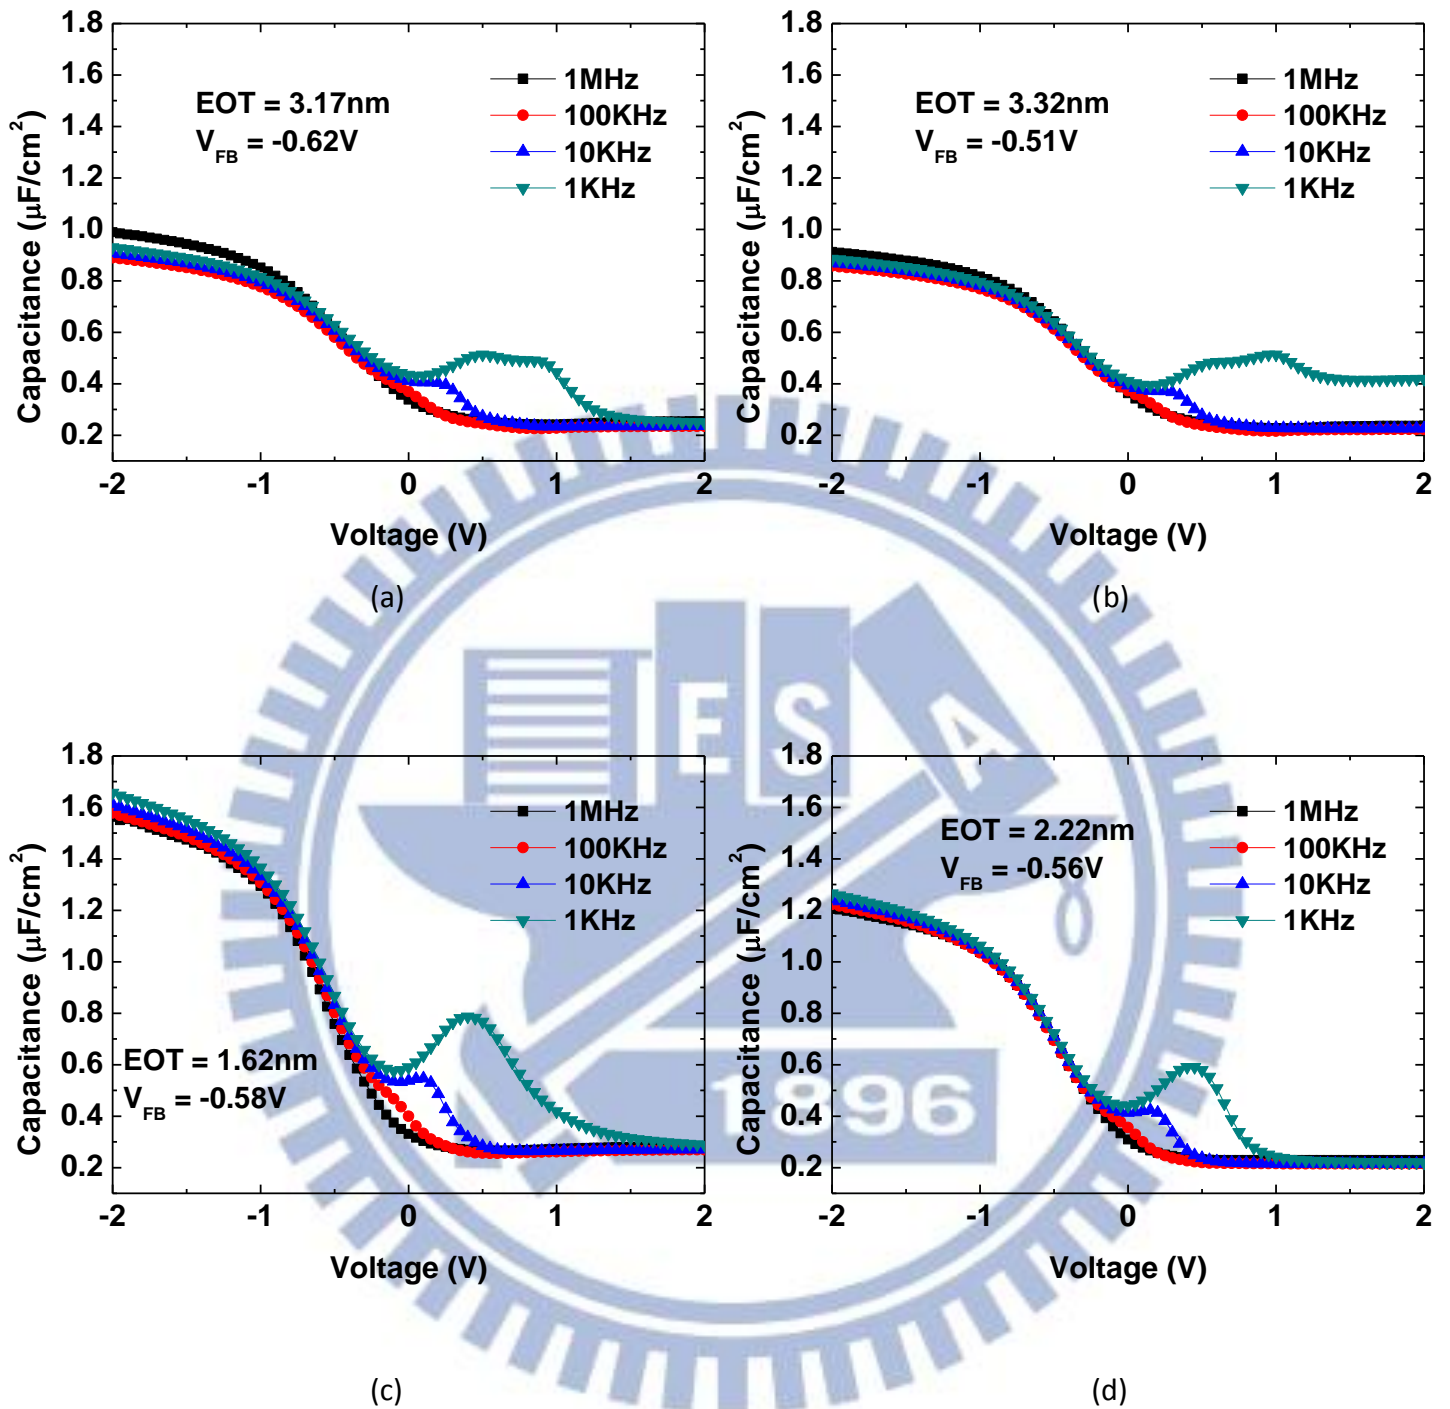 1.8
1.6
1.4
1.2
1.0
0.8
0.6
0.4
0.2
Capacitance (μF/cm²)
EOT = 3.17nm
V_FB = -0.62V
1MHz
100KHz
10KHz
1KHz
-2 -1 0 1 2
Voltage (V)
(a)
1.8
1.6
1.4
1.2
1.0
0.8
0.6
0.4
0.2
Capacitance (μF/cm²)
EOT = 3.32nm
V_FB = -0.51V
1MHz
100KHz
10KHz
1KHz
-2 -1 0 1 2
Voltage (V)
(b)
E S A
1896
1.8
1.6
1.4
1.2
1.0
0.8
0.6
0.4
0.2
Capacitance (μF/cm²)
1MHz
100KHz
10KHz
1KHz
EOT = 1.62nm
V_FB = -0.58V
-2 -1 0 1 2
Voltage (V)
(c)
1.8
1.6
1.4
1.2
1.0
0.8
0.6
0.4
0.2
Capacitance (μF/cm²)
EOT = 2.22nm
V_FB = -0.56V
1MHz
100KHz
10KHz
1KHz
-2 -1 0 1 2
Voltage (V)
(d)